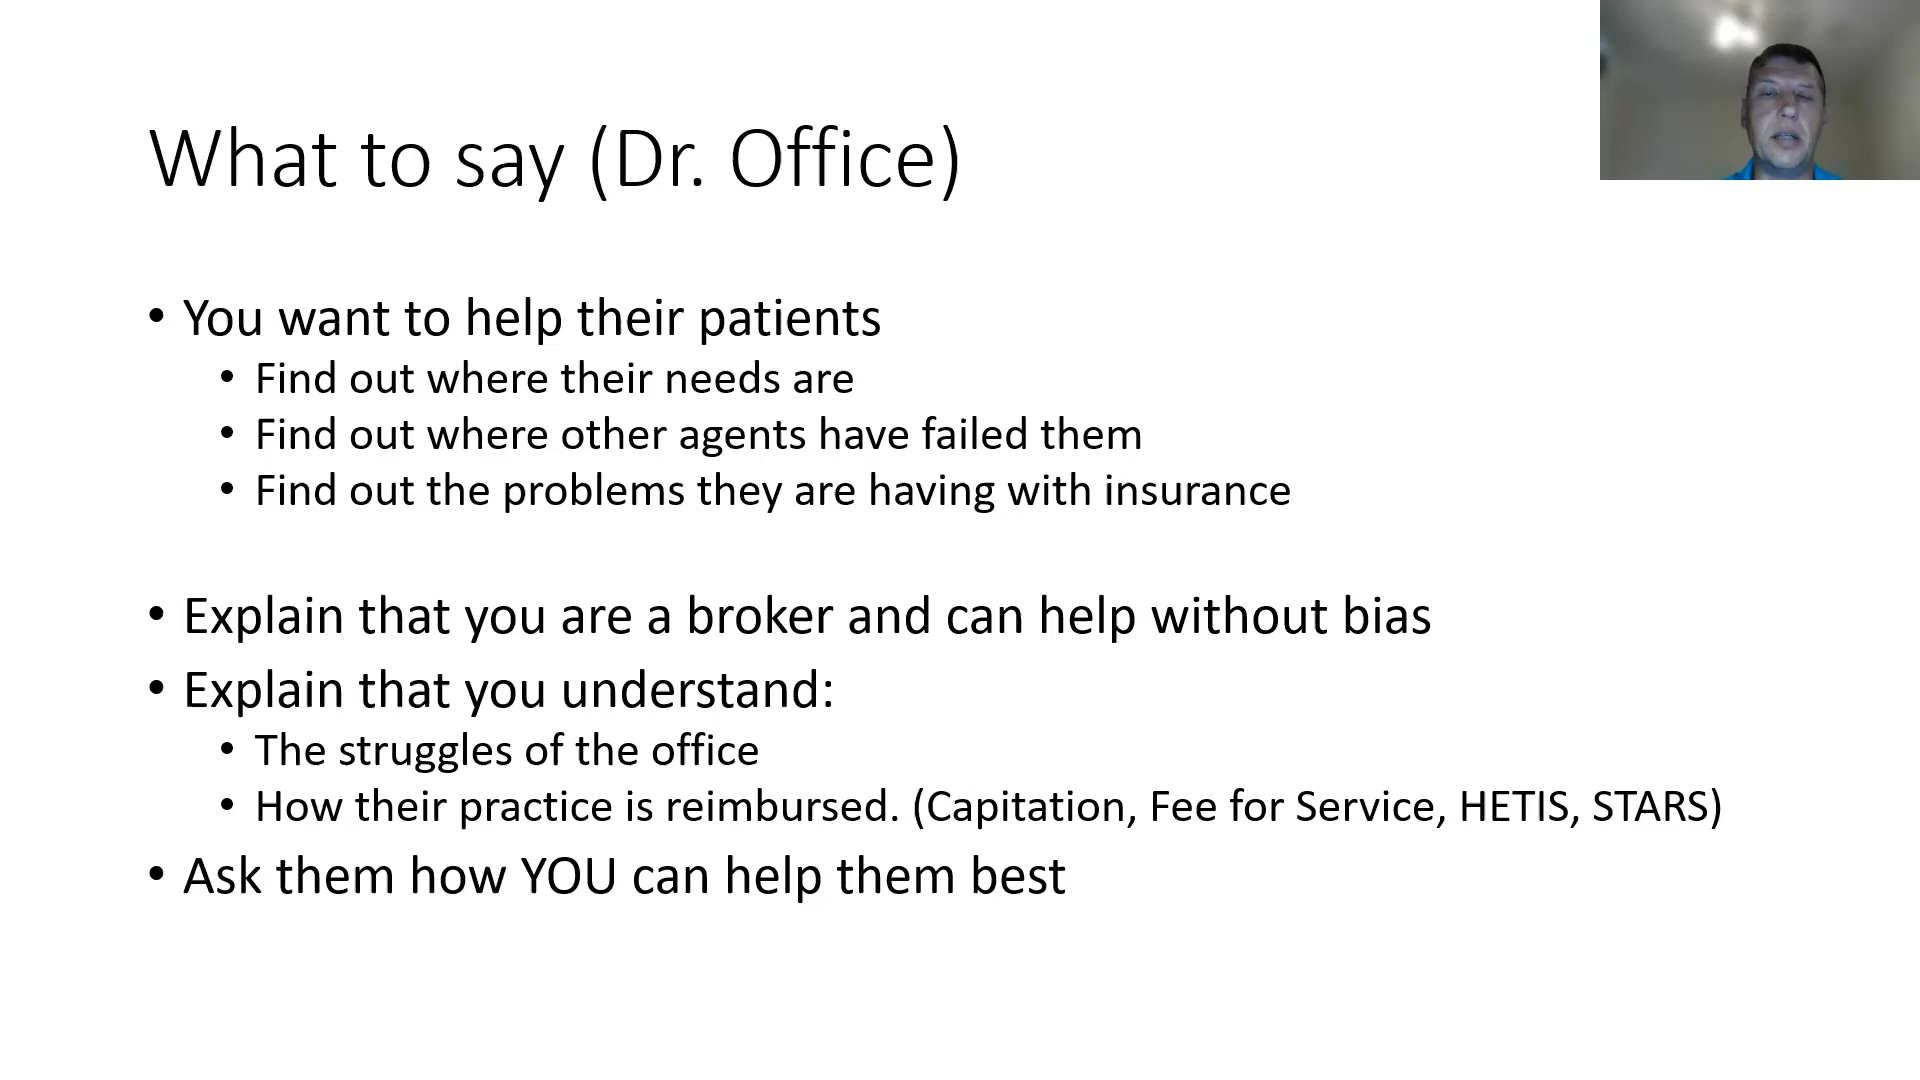 What to say (Dr. Office)
• You want to help their patients
• Find out where their needs are
• Find out where other agents have failed them
• Find out the problems they are having with insurance
• Explain that you are a broker and can help without bias
• Explain that you understand:
• The struggles of the office
• How their practice is reimbursed. (Capitation, Fee for Service, HETIS, STARS)
• Ask them how YOU can help them best